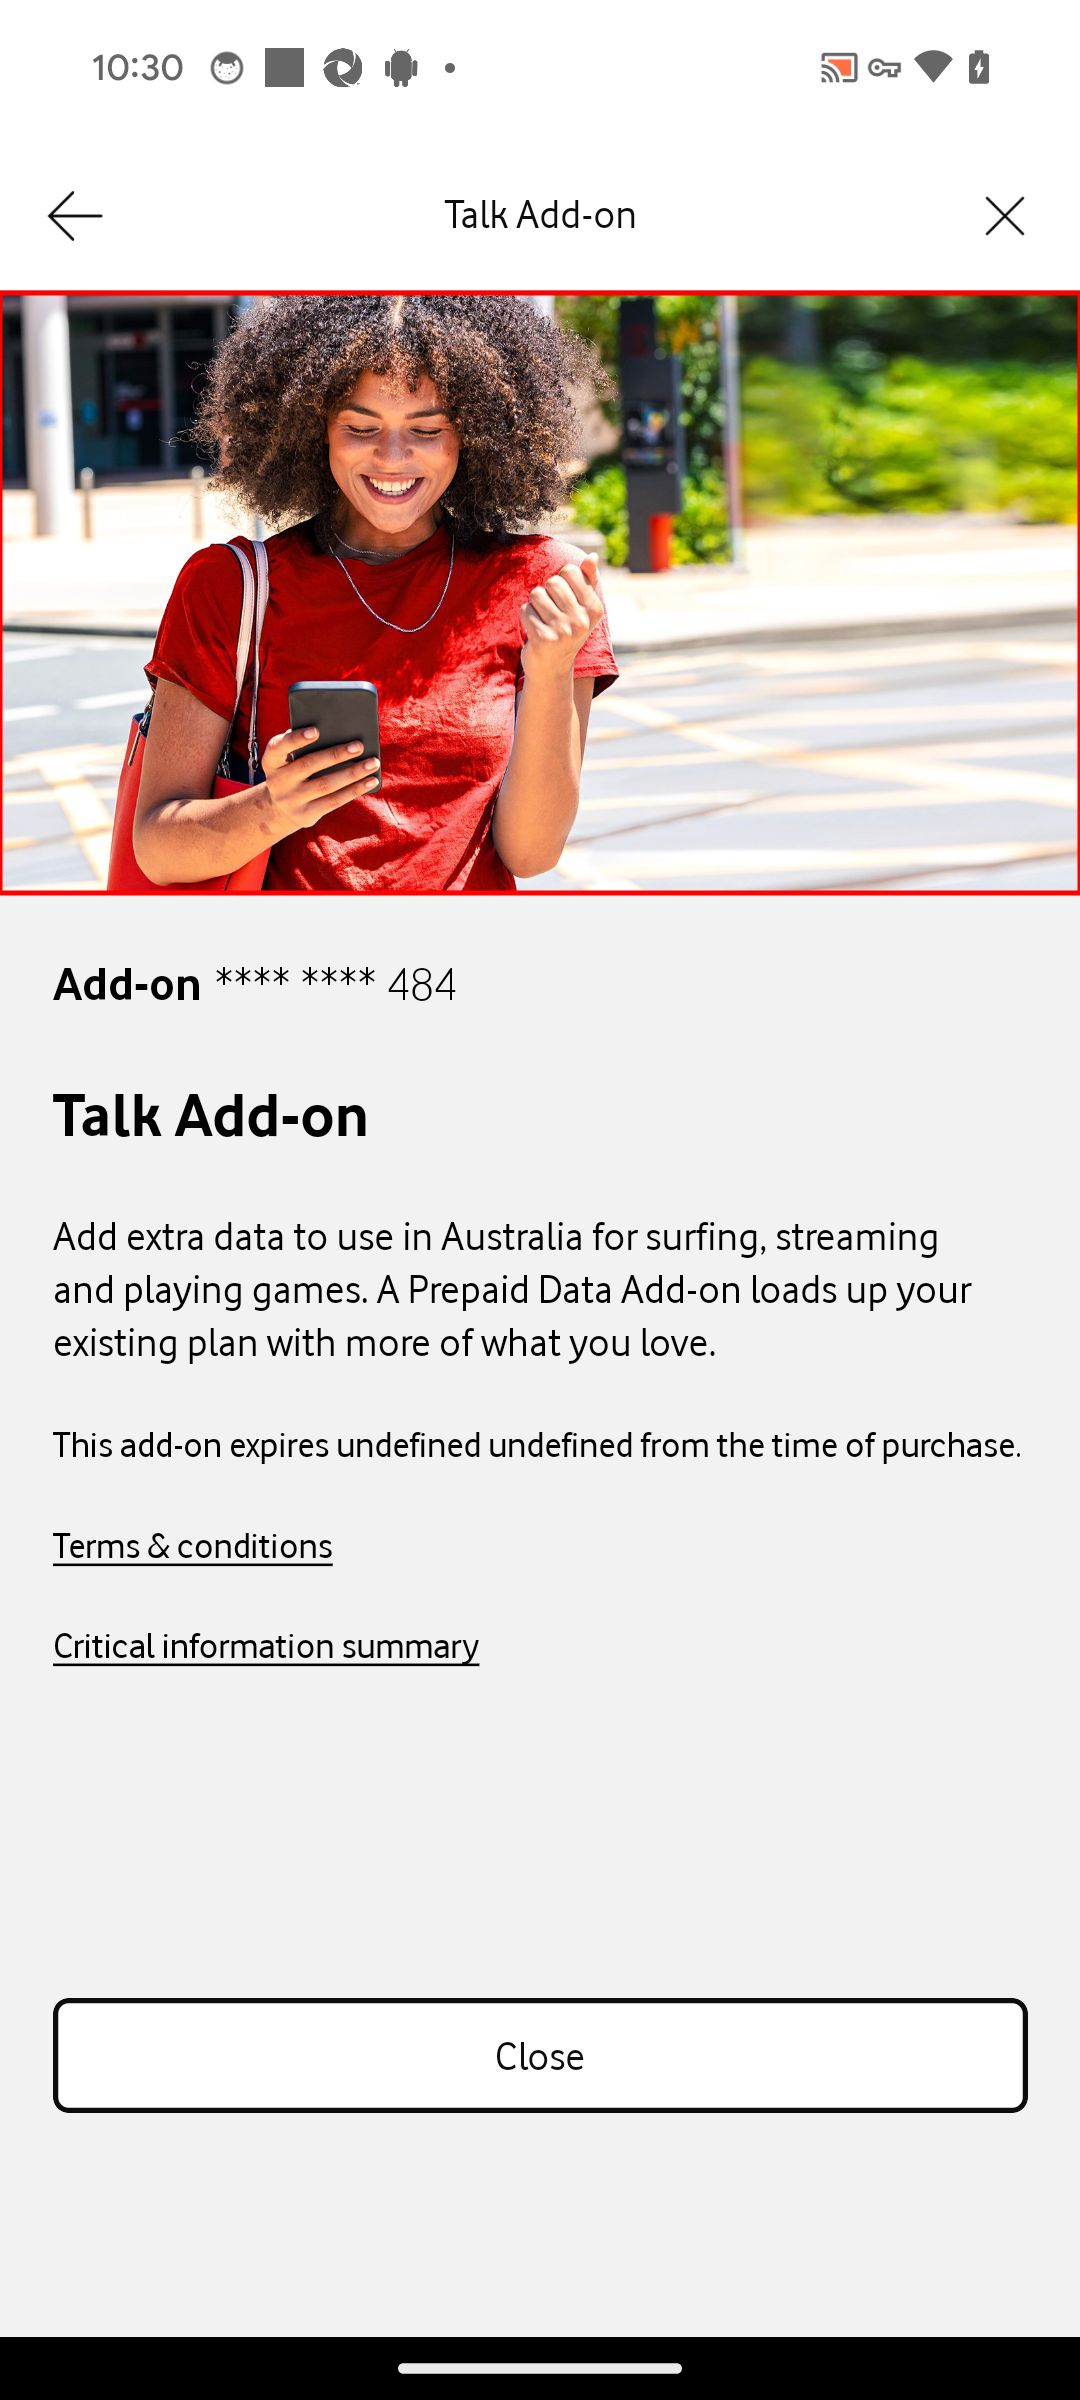 10:30
Talk Add-on
Add-on **** **** 484
Talk Add-on
Add extra data to use in Australia for surfing, streaming
and playing games. A Prepaid Data Add-on loads up your
existing plan with more of what you love.
This add-on expires undefined undefined from the time of purchase.
Terms & conditions
Critical information summary
Close